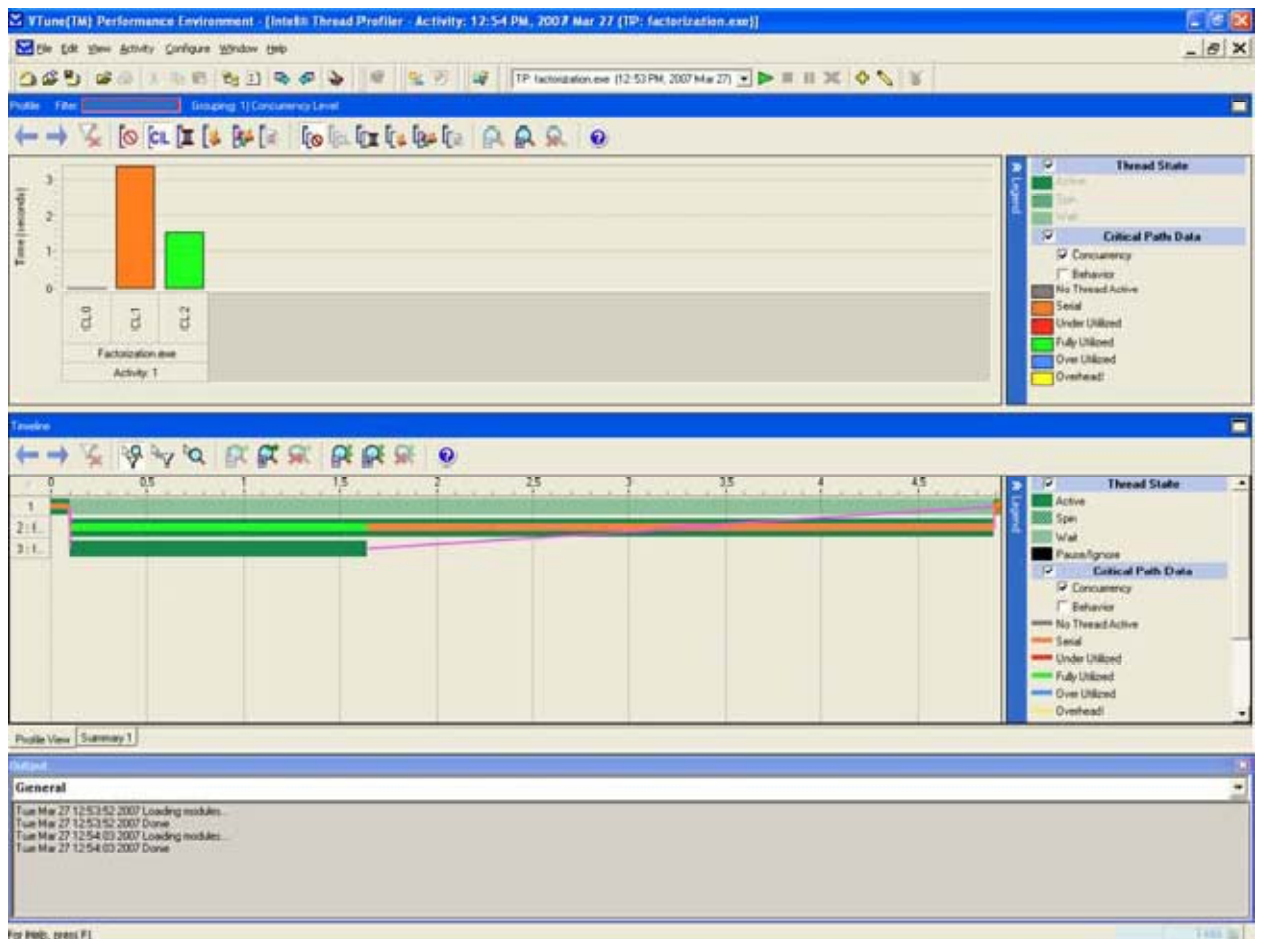 VTune(TM) Performance Environment - [Intel® Thread Profiler - Activity: 12:54 PM, 2007 Mar 27 (TP: factorization.exe)]
File Edit View Activity Configure Window Help
TP: factorization.exe (12:53 PM, 2007 Mar 27)
Profile Filter: Grouping: 1) Concurrency Level
Legend
Thread State
Active
Spin
Wait
Critical Path Data
Concurrency
Behavior
No Thread Active
Serial
Under Utilized
Fully Utilized
Over Utilized
Overhead!
Time [seconds]
3
2
1
0
CL:0 CL:1 CL:2
Factorization.exe
Activity: 1
Timeline
0 0.5 1 1.5 2 2.5 3 3.5 4 4.5
1
2 : f...
3 : f...
Legend
Thread State
Active
Spin
Wait
Pause/Ignore
Critical Path Data
Concurrency
Behavior
No Thread Active
Serial
Under Utilized
Fully Utilized
Over Utilized
Overhead!
Profile View Summary 1
Output
General
Tue Mar 27 12:53:52 2007 Loading modules...
Tue Mar 27 12:53:52 2007 Done
Tue Mar 27 12:54:03 2007 Loading modules...
Tue Mar 27 12:54:03 2007 Done
For Help, press F1